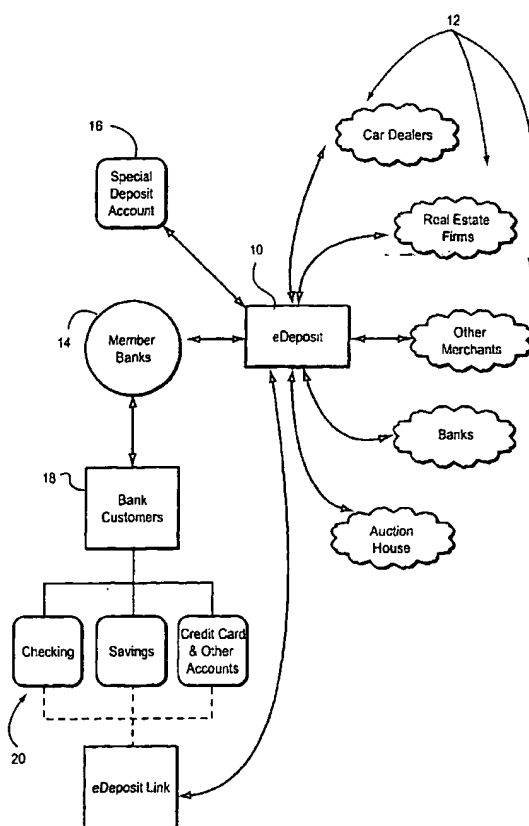 12
Car Dealers
16
Special
Deposit
Account
Real Estate
Firms
10
eDeposit
14
Member
Banks
Other
Merchants
18
Bank
Customers
Banks
Auction
House
Checking
Savings
Credit Card
& Other
Accounts
20
eDeposit Link